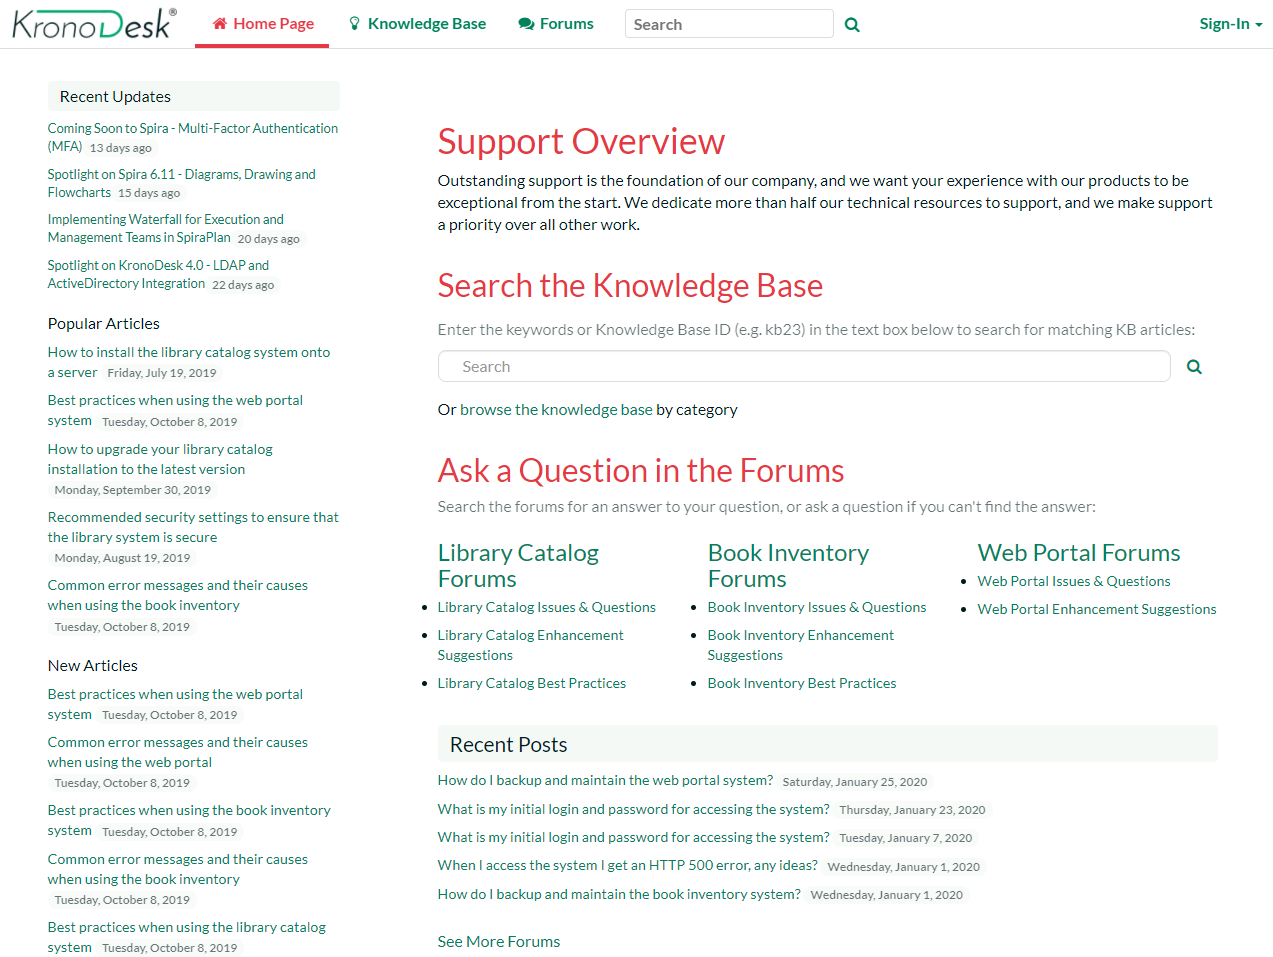 KronoDesk®
Home Page
Knowledge Base
Forums
Search
Sign-In
Recent Updates
Coming Soon to Spira - Multi-Factor Authentication
(MFA) 13 days ago
Spotlight on Spira 6.11 - Diagrams, Drawing and
Flowcharts 15 days ago
Implementing Waterfall for Execution and
Management Teams in SpiraPlan 20 days ago
Spotlight on KronoDesk 4.0 - LDAP and
ActiveDirectory Integration 22 days ago
Popular Articles
How to install the library catalog system onto
a server Friday, July 19, 2019
Best practices when using the web portal
system Tuesday, October 8, 2019
How to upgrade your library catalog
installation to the latest version
Monday, September 30, 2019
Recommended security settings to ensure that
the library system is secure
Monday, August 19, 2019
Common error messages and their causes
when using the book inventory
Tuesday, October 8, 2019
New Articles
Best practices when using the web portal
system Tuesday, October 8, 2019
Common error messages and their causes
when using the web portal
Tuesday, October 8, 2019
Best practices when using the book inventory
system Tuesday, October 8, 2019
Common error messages and their causes
when using the book inventory
Tuesday, October 8, 2019
Best practices when using the library catalog
system Tuesday, October 8, 2019
Support Overview
Outstanding support is the foundation of our company, and we want your experience with our products to be
exceptional from the start. We dedicate more than half our technical resources to support, and we make support
a priority over all other work.
Search the Knowledge Base
Enter the keywords or Knowledge Base ID (e.g. kb23) in the text box below to search for matching KB articles:
Search
Or browse the knowledge base by category
Ask a Question in the Forums
Search the forums for an answer to your question, or ask a question if you can't find the answer:
Library Catalog
Forums
Library Catalog Issues & Questions
Library Catalog Enhancement
Suggestions
Library Catalog Best Practices
Book Inventory
Forums
Book Inventory Issues & Questions
Book Inventory Enhancement
Suggestions
Book Inventory Best Practices
Web Portal Forums
Web Portal Issues & Questions
Web Portal Enhancement Suggestions
Recent Posts
How do I backup and maintain the web portal system? Saturday, January 25, 2020
What is my initial login and password for accessing the system? Thursday, January 23, 2020
What is my initial login and password for accessing the system? Tuesday, January 7, 2020
When I access the system I get an HTTP 500 error, any ideas? Wednesday, January 1, 2020
How do I backup and maintain the book inventory system? Wednesday, January 1, 2020
See More Forums